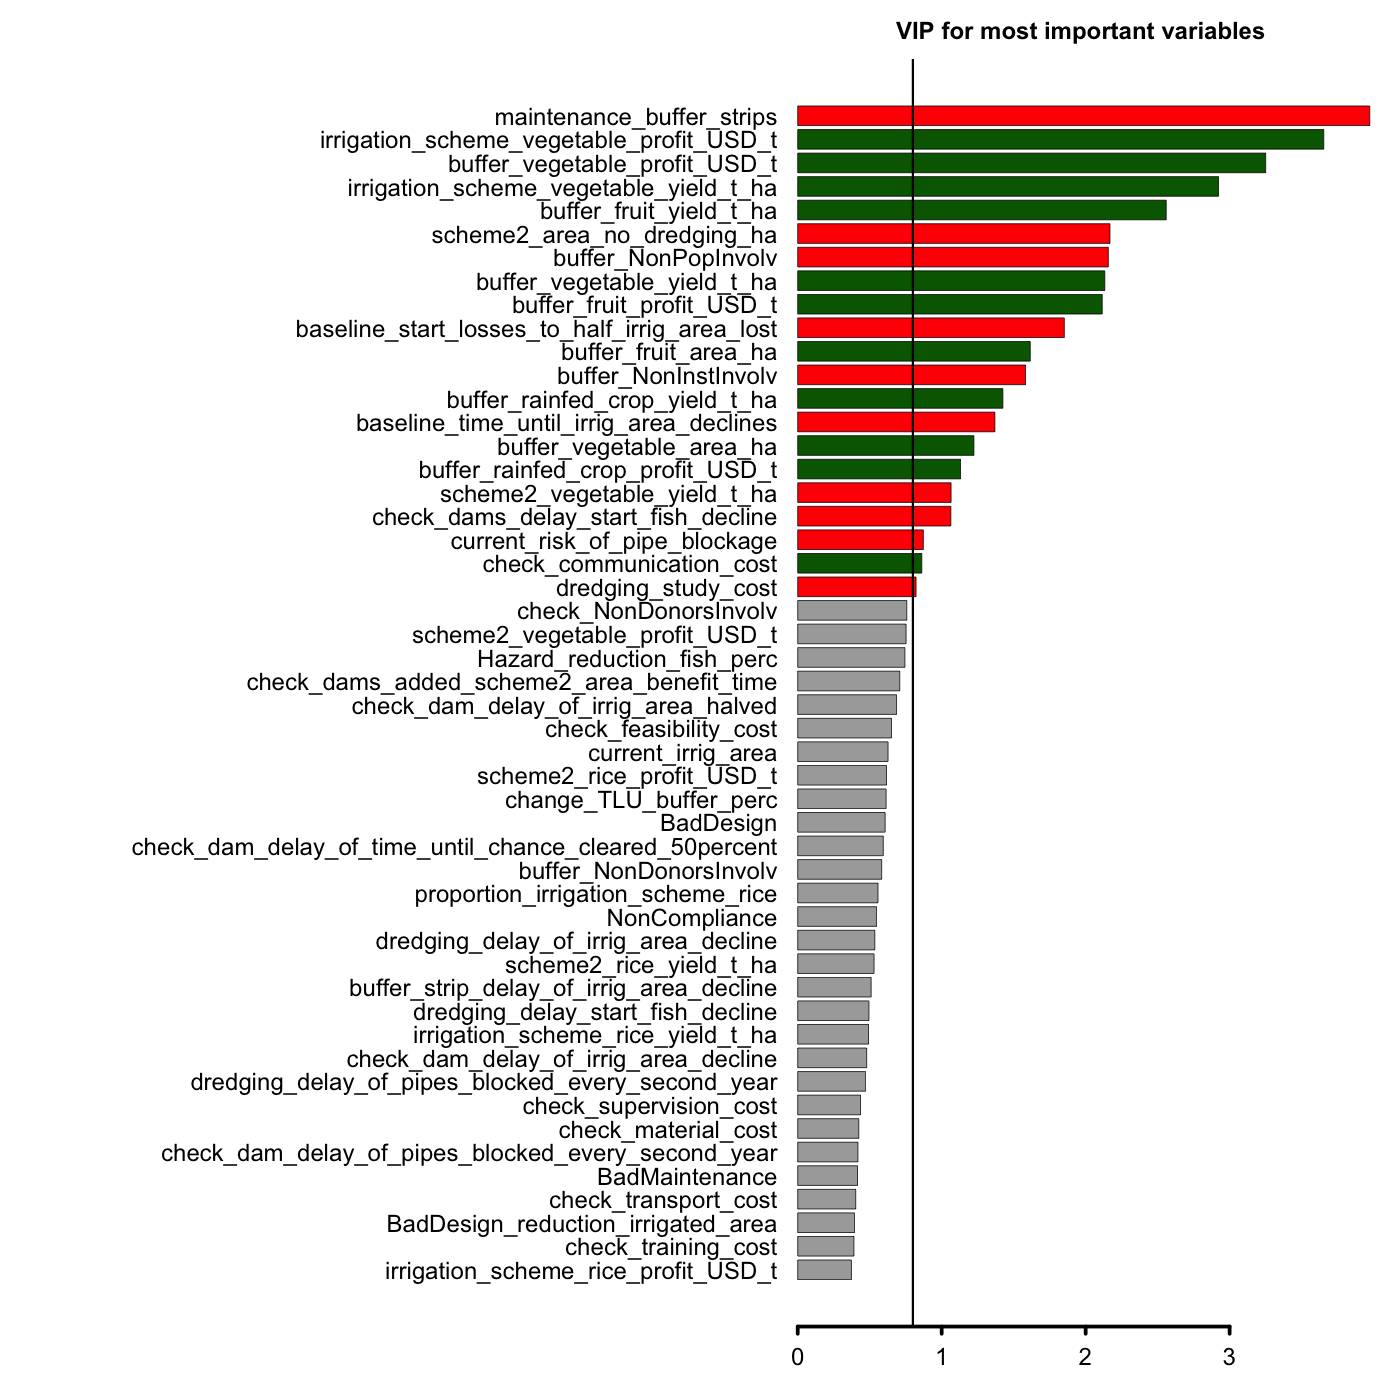 VIP for most important variables
maintenance_buffer_strips
irrigation_scheme_vegetable_profit_USD_t
buffer_vegetable_profit_USD_t
irrigation_scheme_vegetable_yield_t_ha
buffer_fruit_yield_t_ha
scheme2_area_no_dredging_ha
buffer_NonPopInvolv
buffer_vegetable_yield_t_ha
buffer_fruit_profit_USD_t
baseline_start_losses_to_half_irrig_area_lost
buffer_fruit_area_ha
buffer_NonInstInvolv
buffer_rainfed_crop_yield_t_ha
baseline_time_until_irrig_area_declines
buffer_vegetable_area_ha
buffer_rainfed_crop_profit_USD_t
scheme2_vegetable_yield_t_ha
check_dams_delay_start_fish_decline
current_risk_of_pipe_blockage
check_communication_cost
dredging_study_cost
check_NonDonorsInvolv
scheme2_vegetable_profit_USD_t
Hazard_reduction_fish_perc
check_dams_added_scheme2_area_benefit_time
check_dam_delay_of_irrig_area_halved
check_feasibility_cost
current_irrig_area
scheme2_rice_profit_USD_t
change_TLU_buffer_perc
BadDesign
check_dam_delay_of_time_until_chance_cleared_50percent
buffer_NonDonorsInvolv
proportion_irrigation_scheme_rice
NonCompliance
dredging_delay_of_irrig_area_decline
scheme2_rice_yield_t_ha
buffer_strip_delay_of_irrig_area_decline
dredging_delay_start_fish_decline
irrigation_scheme_rice_yield_t_ha
check_dam_delay_of_irrig_area_decline
dredging_delay_of_pipes_blocked_every_second_year
check_supervision_cost
check_material_cost
check_dam_delay_of_pipes_blocked_every_second_year
BadMaintenance
check_transport_cost
BadDesign_reduction_irrigated_area
check_training_cost
irrigation_scheme_rice_profit_USD_t
0 1 2 3